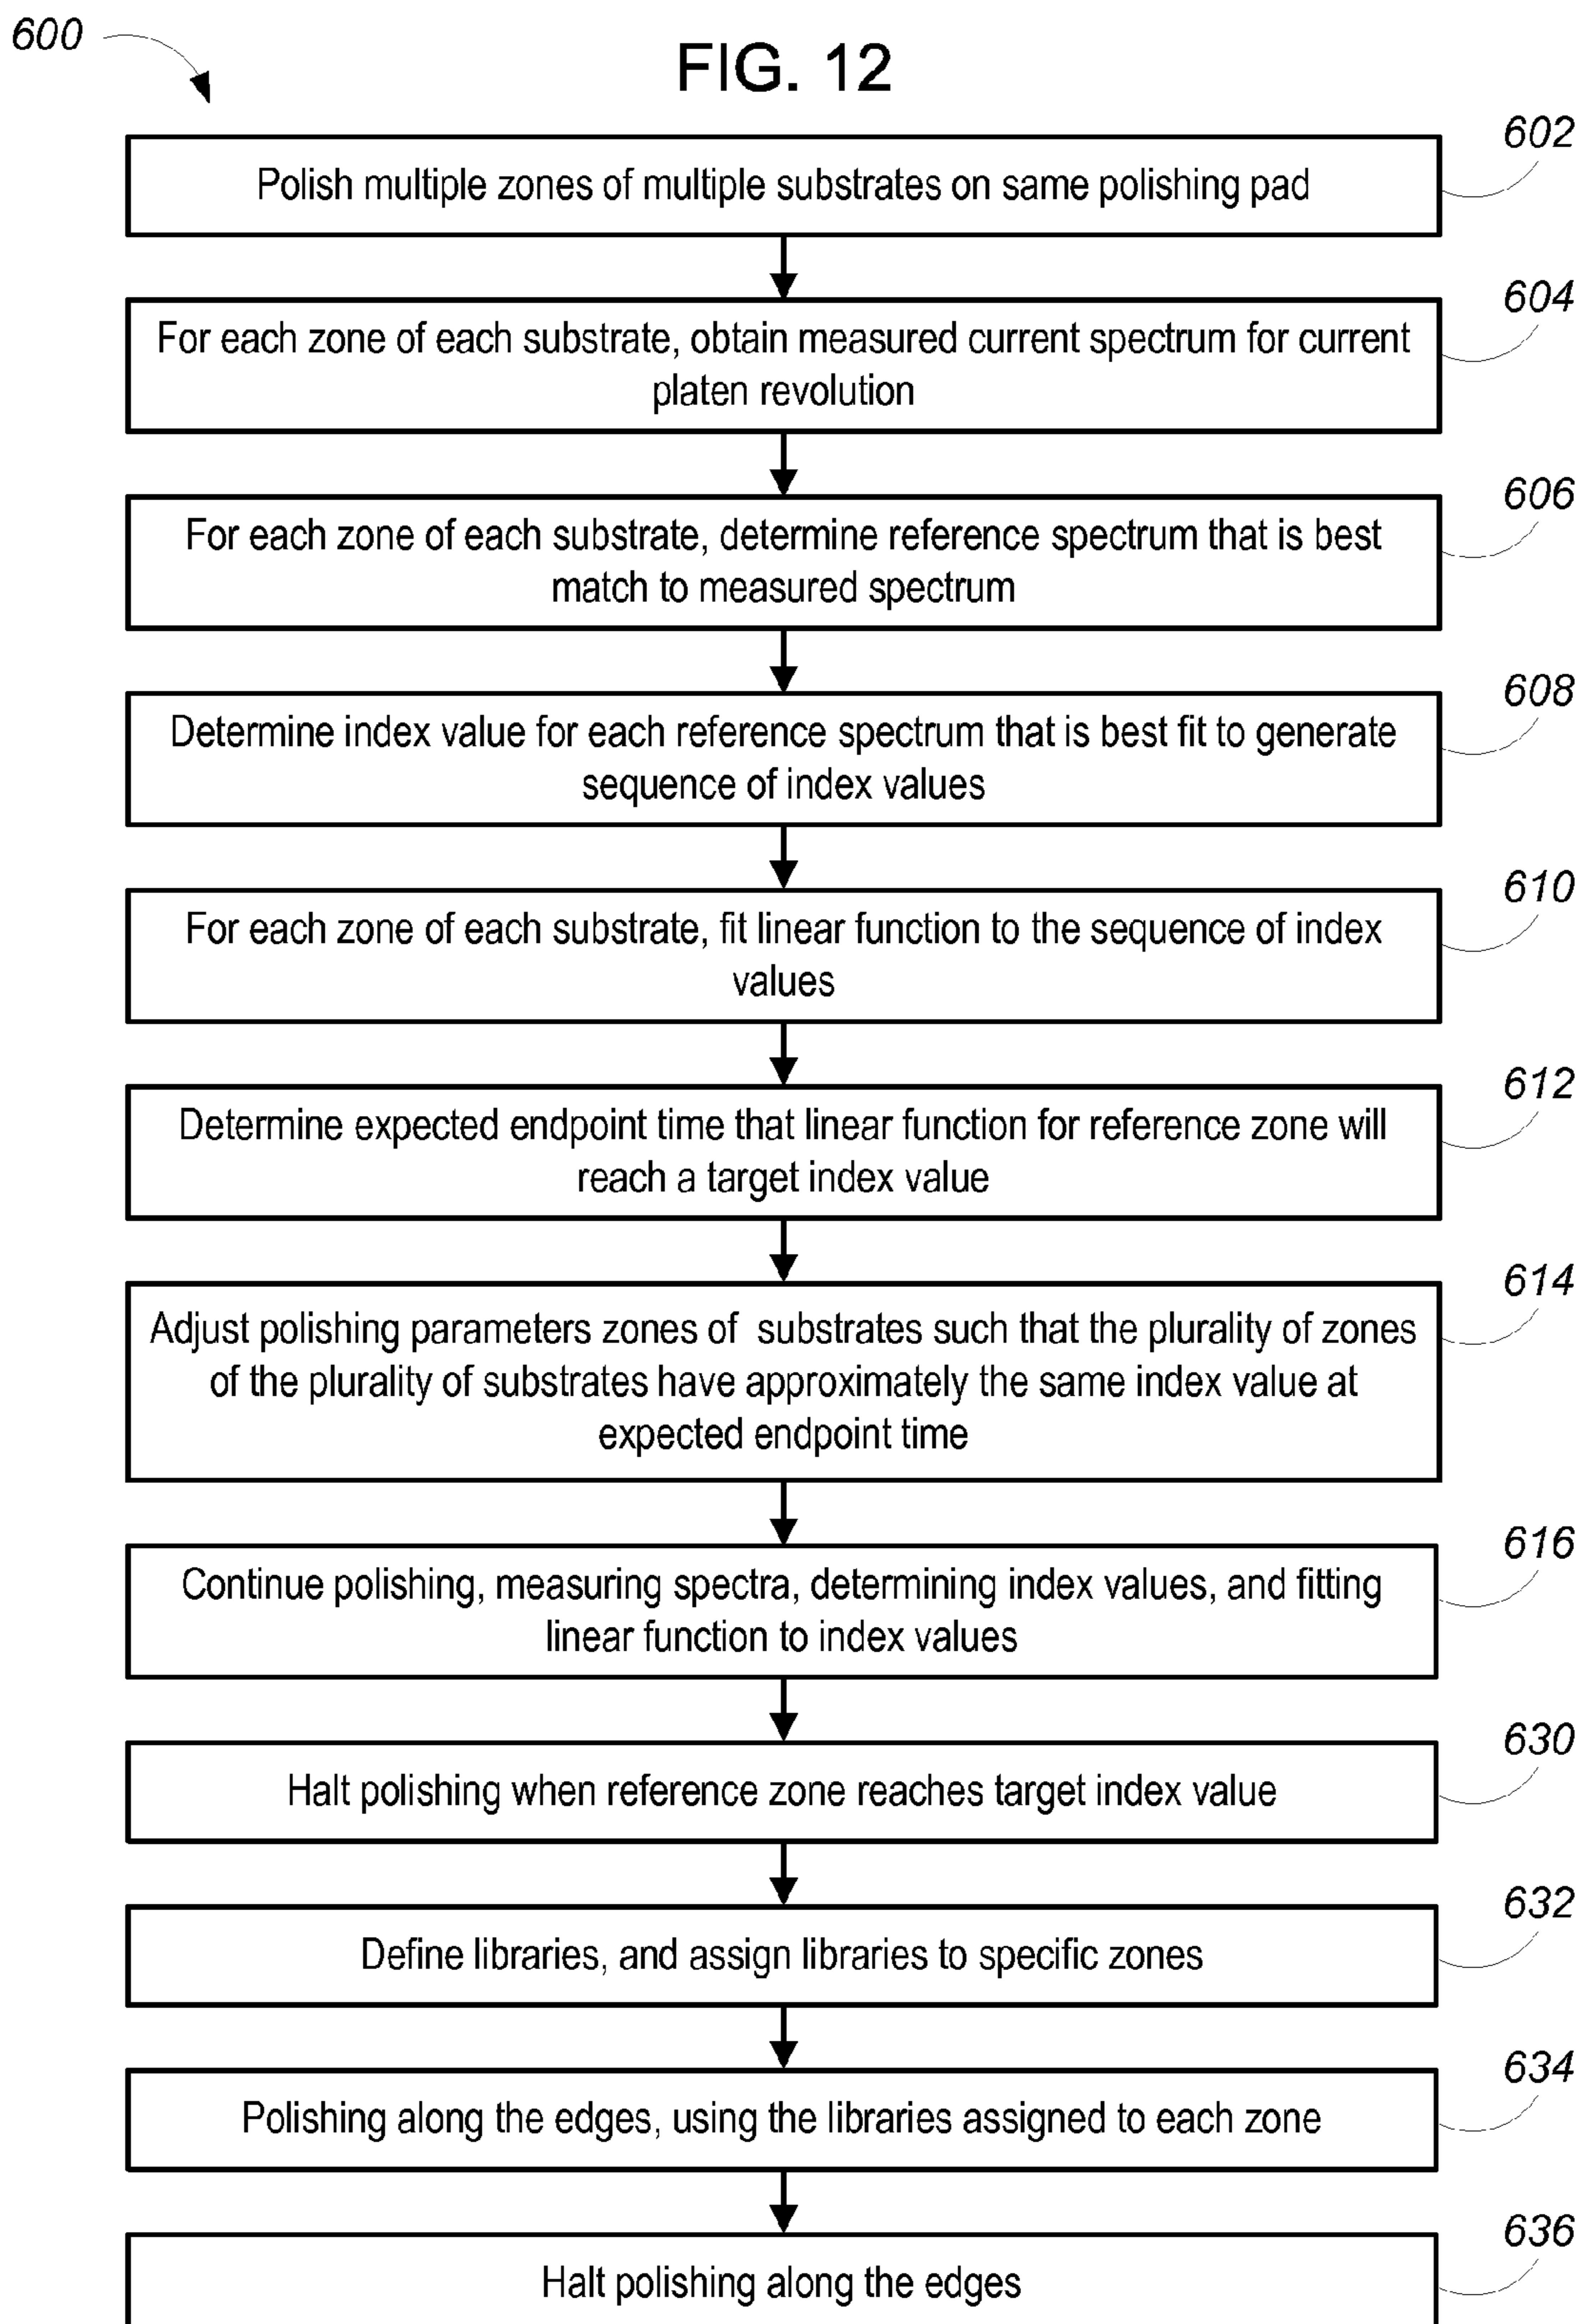 600
FIG. 12
602
Polish multiple zones of multiple substrates on same polishing pad
604
For each zone of each substrate, obtain measured current spectrum for current
platen revolution
606
For each zone of each substrate, determine reference spectrum that is best
match to measured spectrum
608
Determine index value for each reference spectrum that is best fit to generate
sequence of index values
610
For each zone of each substrate, fit linear function to the sequence of index
values
612
Determine expected endpoint time that linear function for reference zone will
reach a target index value
614
Adjust polishing parameters zones of substrates such that the plurality of zones
of the plurality of substrates have approximately the same index value at
expected endpoint time
616
Continue polishing, measuring spectra, determining index values, and fitting
linear function to index values
630
Halt polishing when reference zone reaches target index value
632
Define libraries, and assign libraries to specific zones
634
Polishing along the edges, using the libraries assigned to each zone
636
Halt polishing along the edges